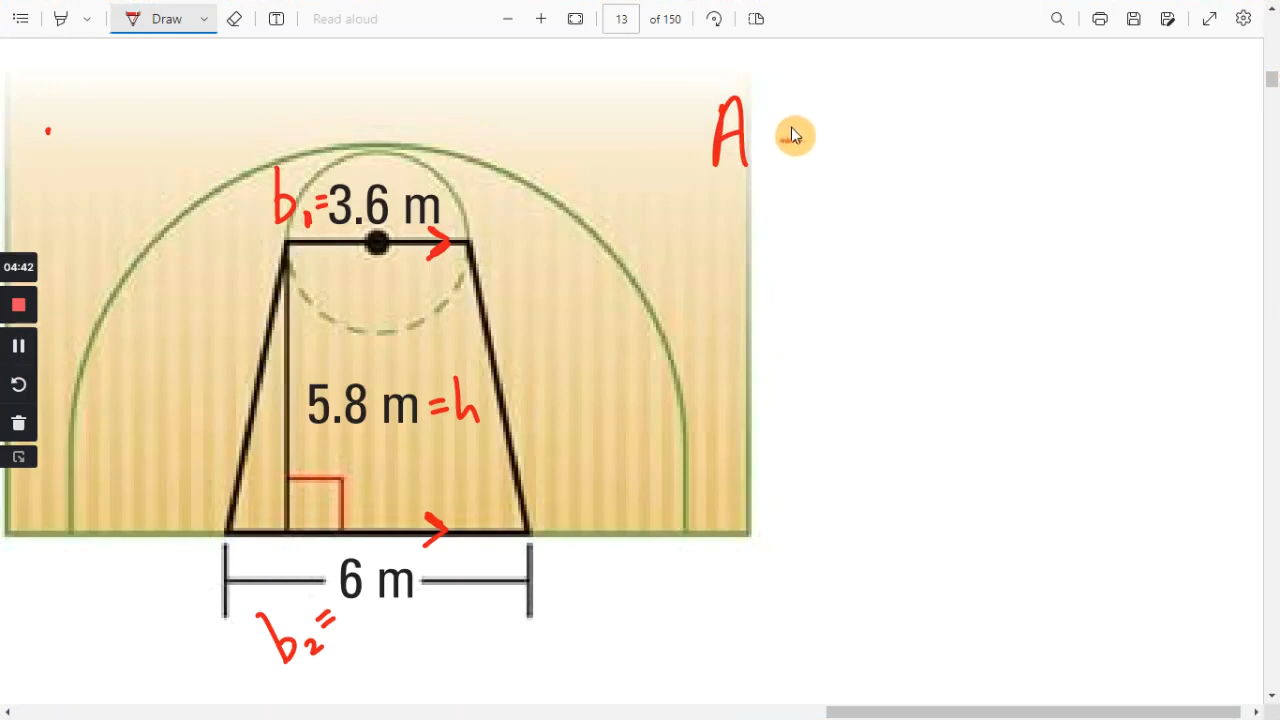 Draw
Read aloud
13 of 150
A
b₁=3.6 m
04:42
5.8 m =h
6 m
b₂=